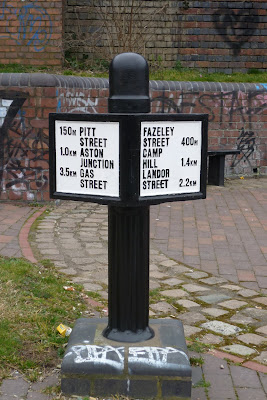 150M PITT
STREET
1.0KM ASTON
JUNCTION
3.5KM GAS
STREET
FAZELEY
STREET 400M
CAMP
HILL 1.4KM
LANDOR
STREET 2.2KM